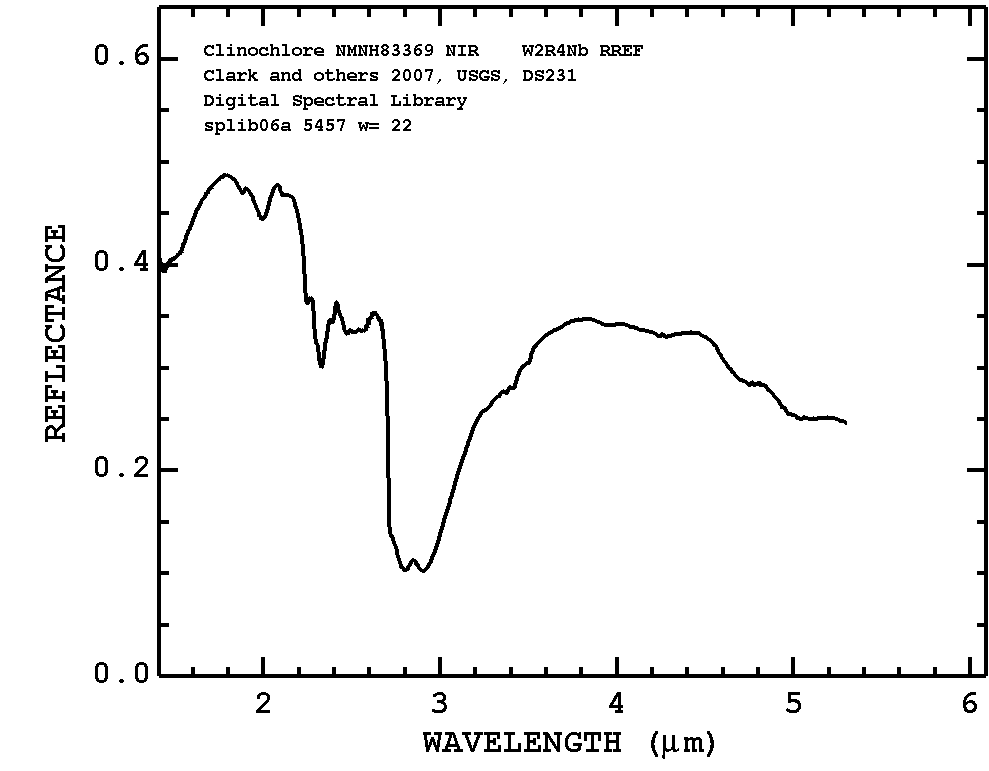 Clinochlore NMNH83369 NIR    W2R4Nb RREF
Clark and others 2007, USGS, DS231
Digital Spectral Library
splib06a 5457 w= 22
0.6
0.4
0.2
0.0
REFLECTANCE
2 3 4 5 6
WAVELENGTH (μm)